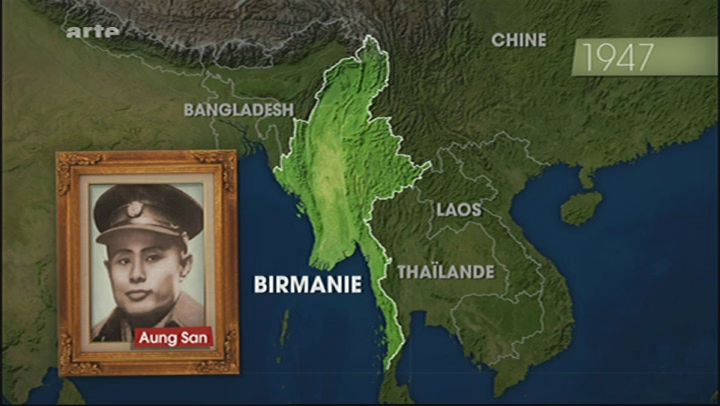 arte
CHINE
1947
BANGLADESH
LAOS
THAÏLANDE
BIRMANIE
Aung San